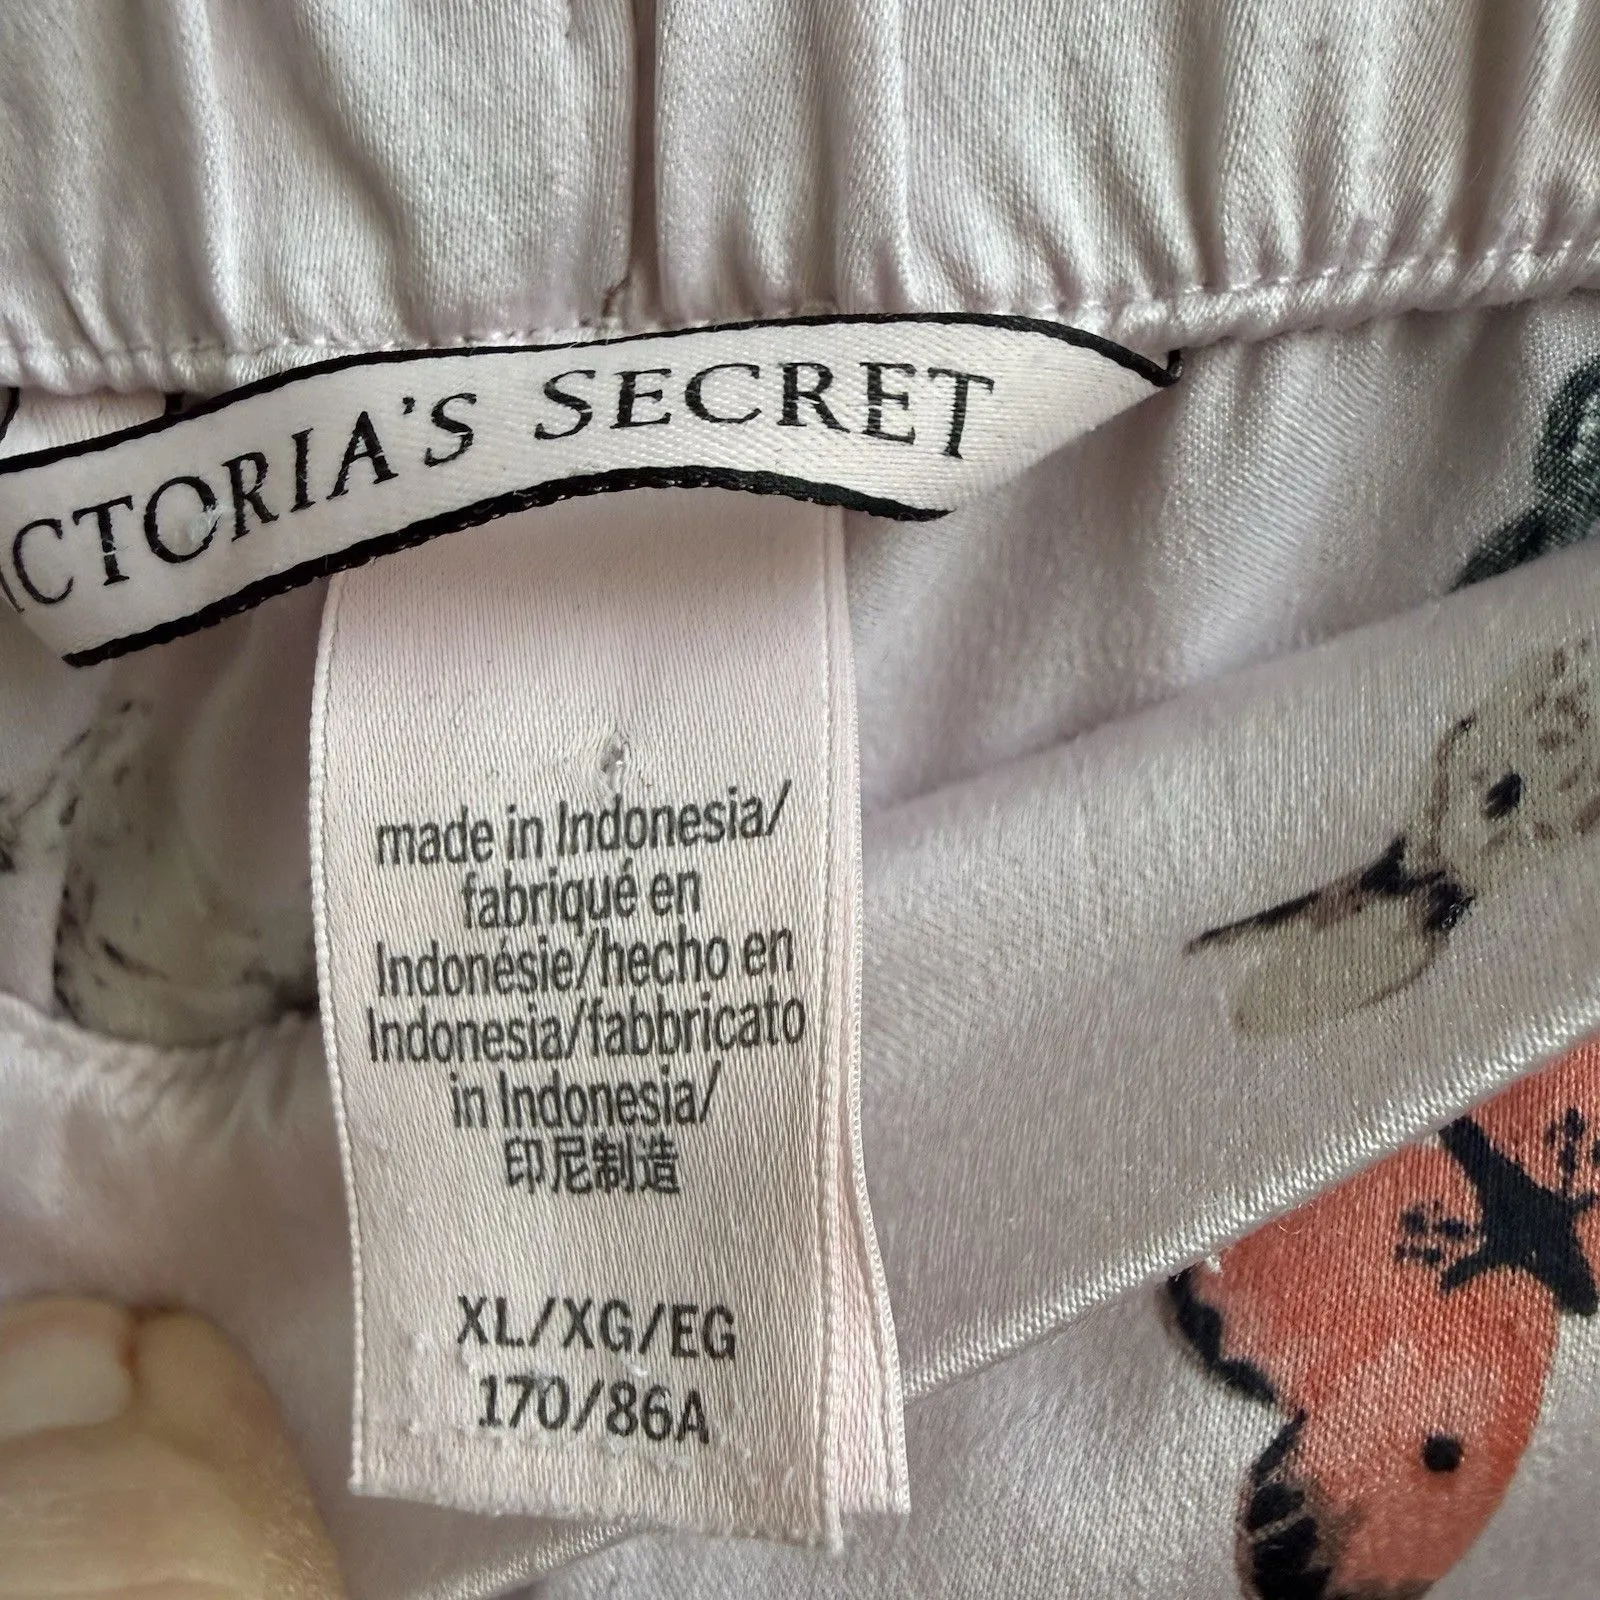 CTORIA'S SECRET
made in Indonesia/
fabriqué en
Indonésie/hecho en
Indonesia/fabbricato
in Indonesia/
印尼制造
XL/XG/EG
170/86A